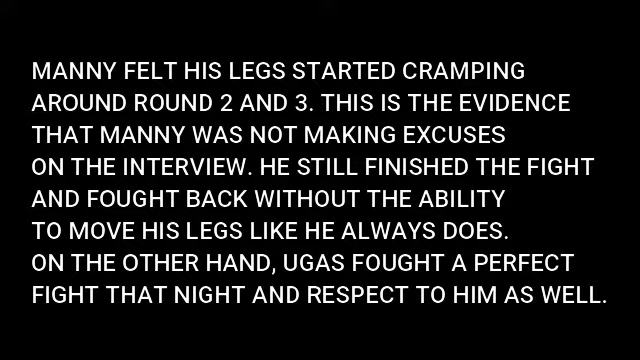 MANNY FELT HIS LEGS STARTED CRAMPING
AROUND ROUND 2 AND 3. THIS IS THE EVIDENCE
THAT MANNY WAS NOT MAKING EXCUSES
ON THE INTERVIEW. HE STILL FINISHED THE FIGHT
AND FOUGHT BACK WITHOUT THE ABILITY
TO MOVE HIS LEGS LIKE HE ALWAYS DOES.
ON THE OTHER HAND, UGAS FOUGHT A PERFECT
FIGHT THAT NIGHT AND RESPECT TO HIM AS WELL.